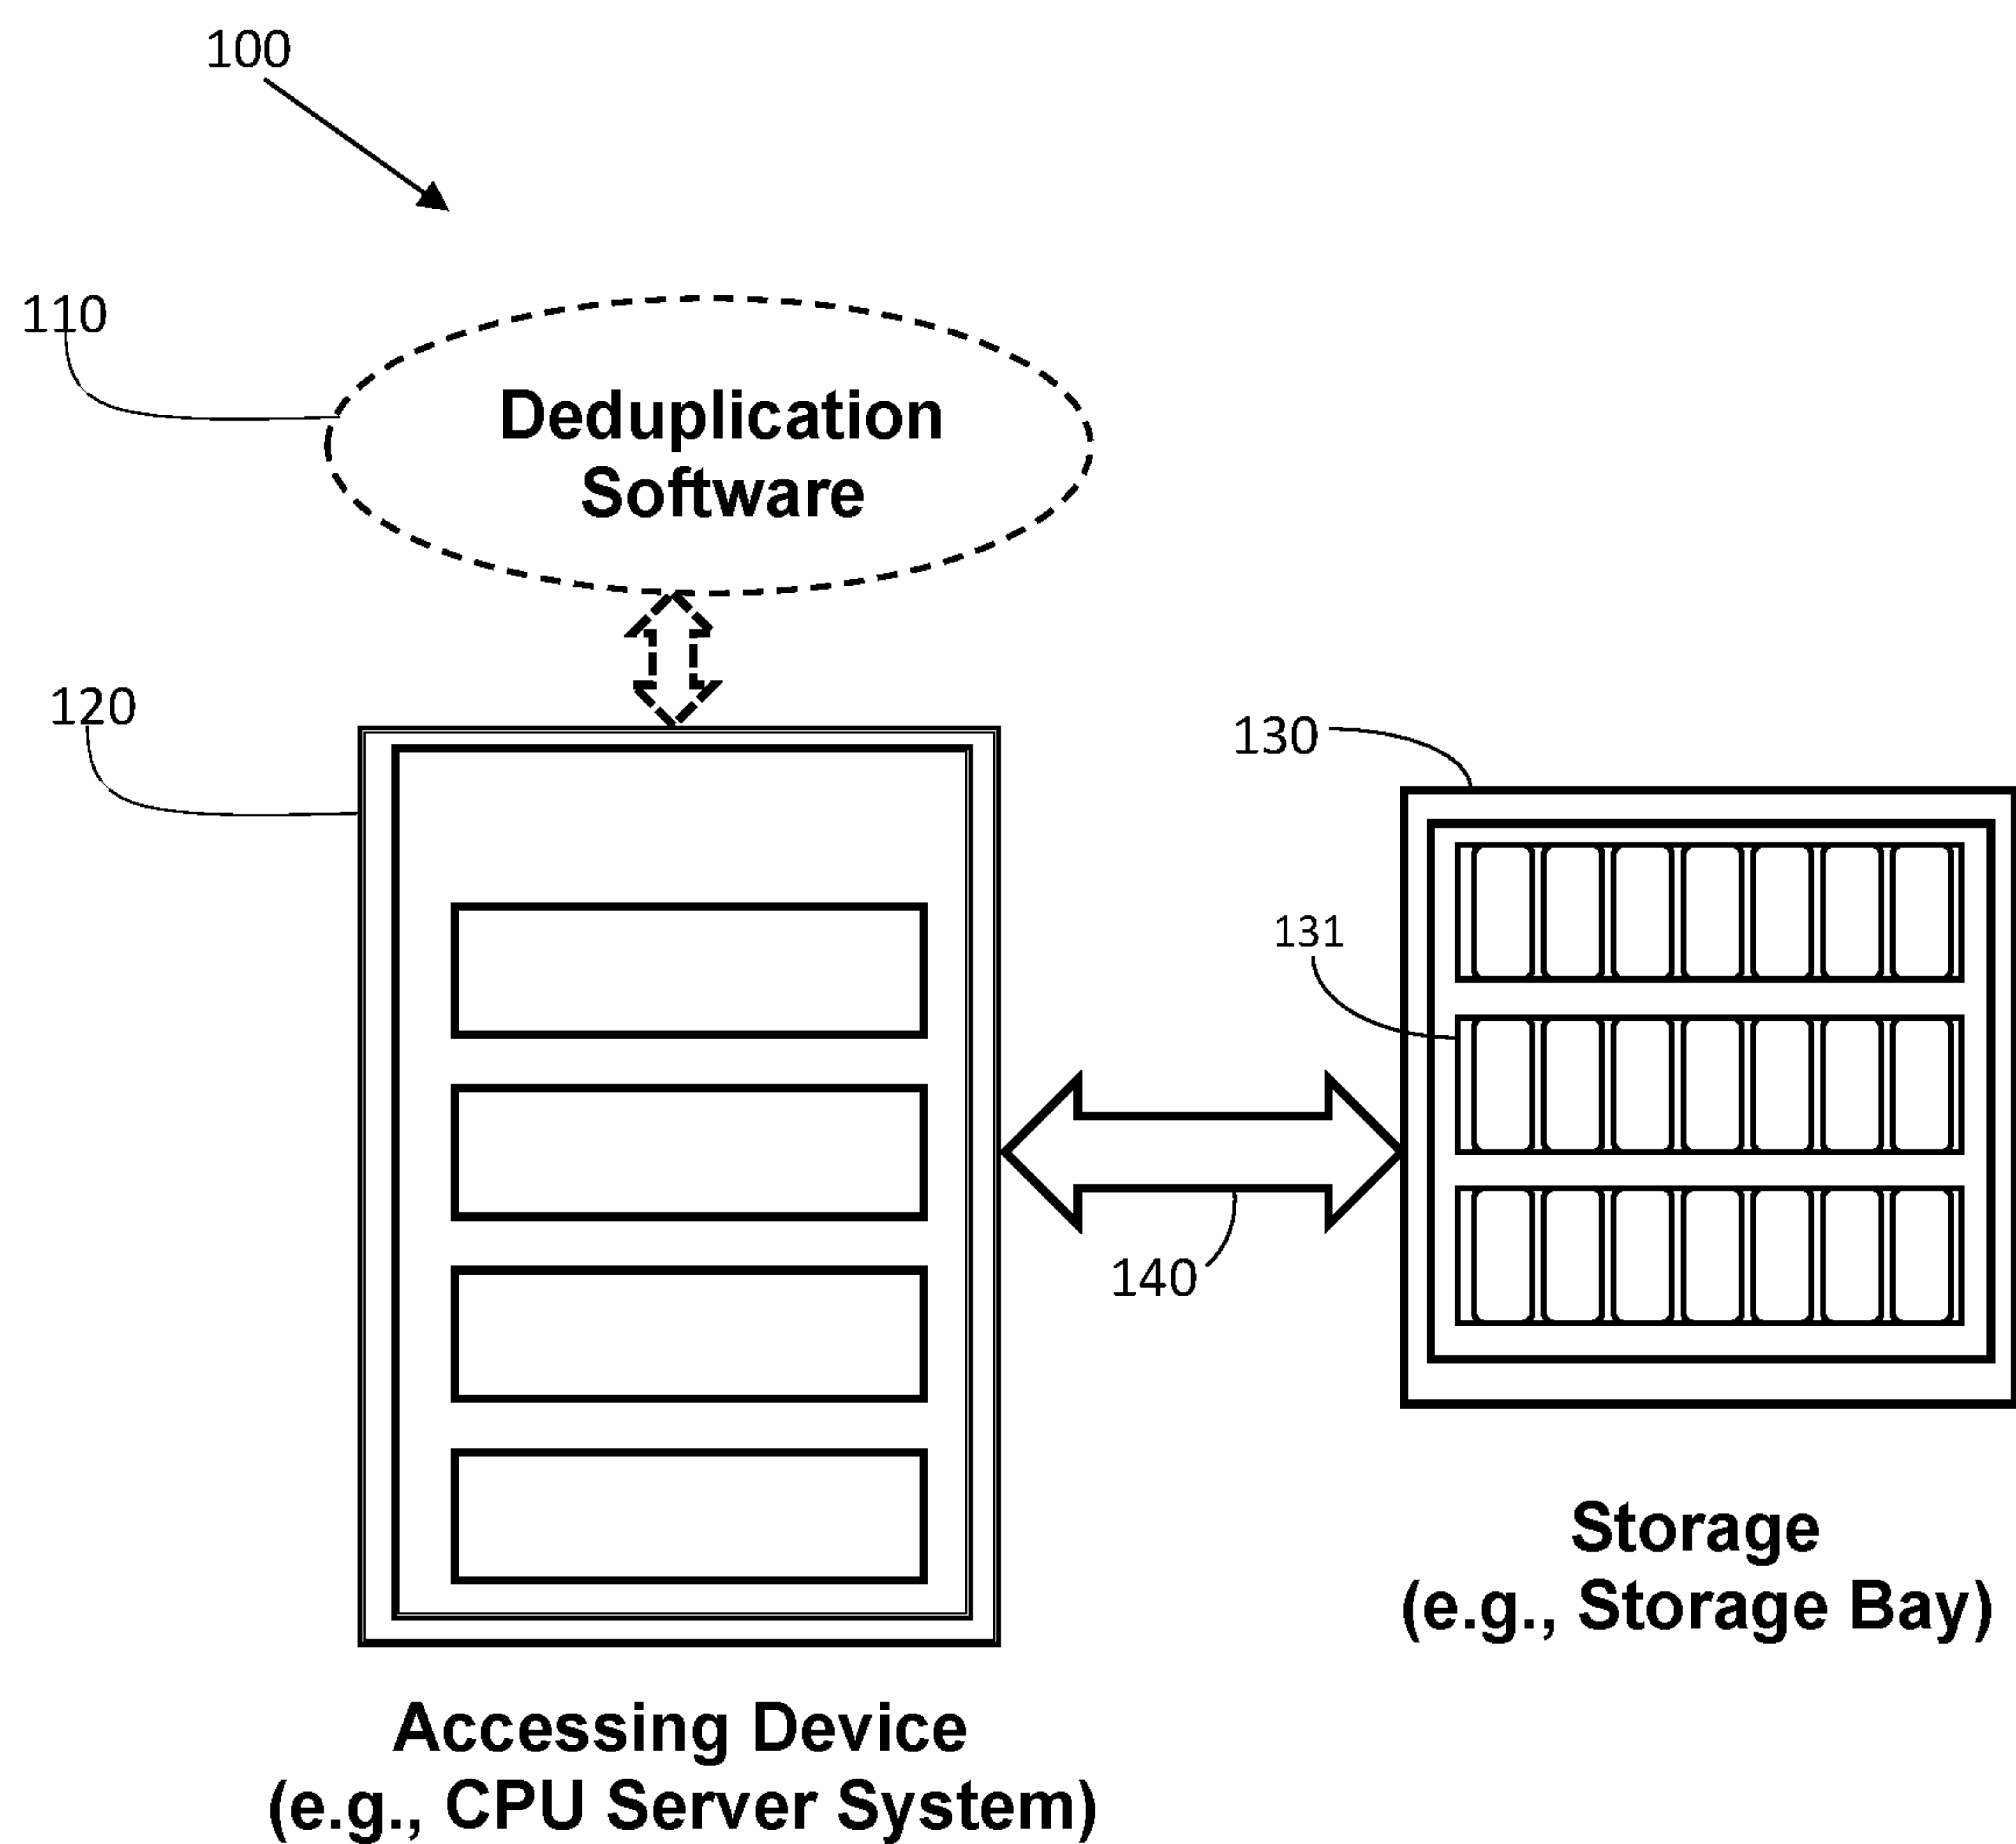 100
110
Deduplication
Software
120
130
131
140
Storage
(e.g., Storage Bay)
Accessing Device
(e.g., CPU Server System)